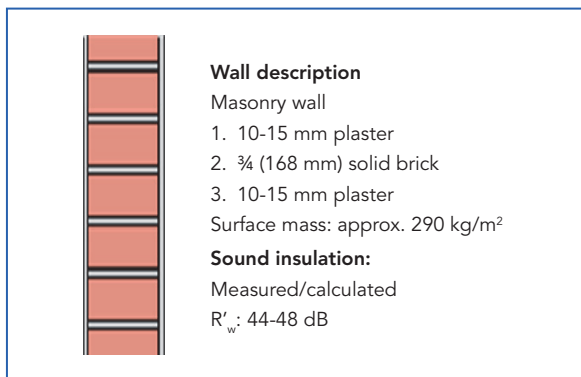 Wall description
Masonry wall
1. 10-15 mm plaster
2. ¾ (168 mm) solid brick
3. 10-15 mm plaster
Surface mass: approx. 290 kg/m²
Sound insulation:
Measured/calculated
R'w: 44-48 dB